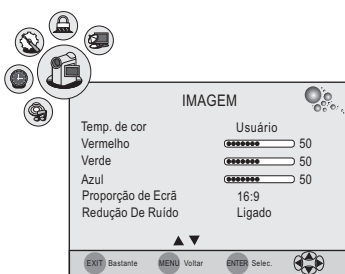 IMAGEM
Temp. de cor Usuário
Vermelho 50
Verde 50
Azul 50
Proporção de Ecrã 16:9
Redução De Ruído Ligado
EXIT Bastante MENU Voltar ENTER Selec.